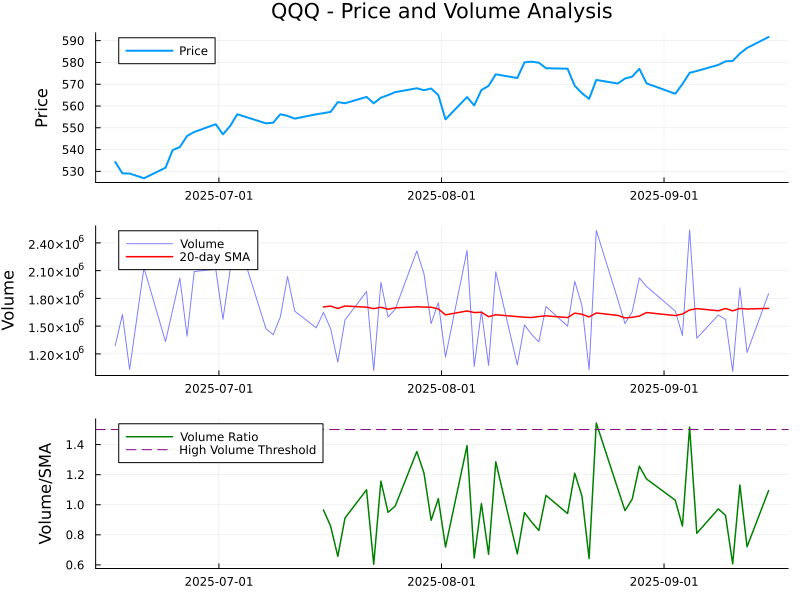 QQQ - Price and Volume Analysis
Price
590
580
570
560
550
540
530
Price
2025-07-01
2025-08-01
2025-09-01
Volume
2.40×10⁶
2.10×10⁶
1.80×10⁶
1.50×10⁶
1.20×10⁶
Volume
20-day SMA
2025-07-01
2025-08-01
2025-09-01
Volume/SMA
1.4
1.2
1.0
0.8
0.6
Volume Ratio
High Volume Threshold
2025-07-01
2025-08-01
2025-09-01